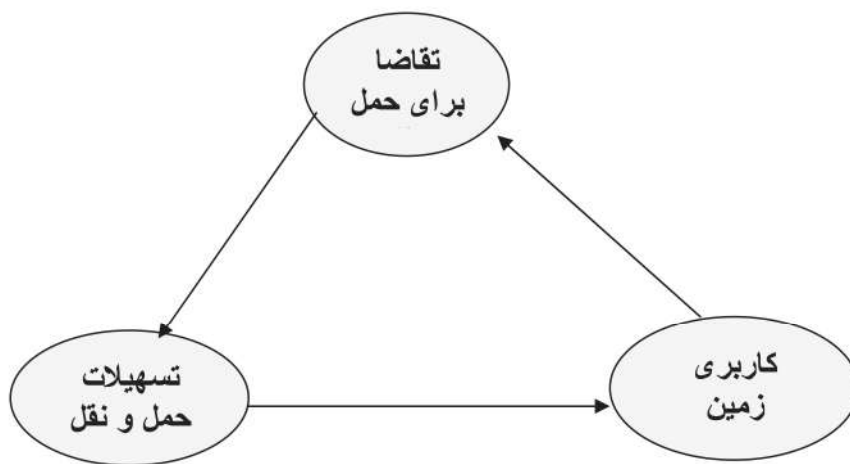 تقاضا
برای حمل
تسهیلات
حمل و نقل
کاربری
زمین